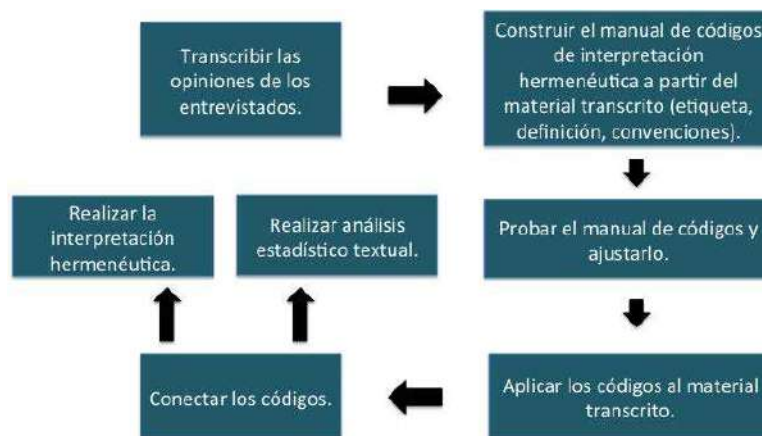 Transcribir las
opiniones de los
entrevistados.
Construir el manual de códigos
de interpretación
hermenéutica a partir del
material transcrito (etiqueta,
definición, convenciones).
Probar el manual de códigos y
ajustarlo.
Aplicar los códigos al material
transcrito.
Conectar los códigos.
Realizar la
interpretación
hermenéutica.
Realizar análisis
estadístico textual.